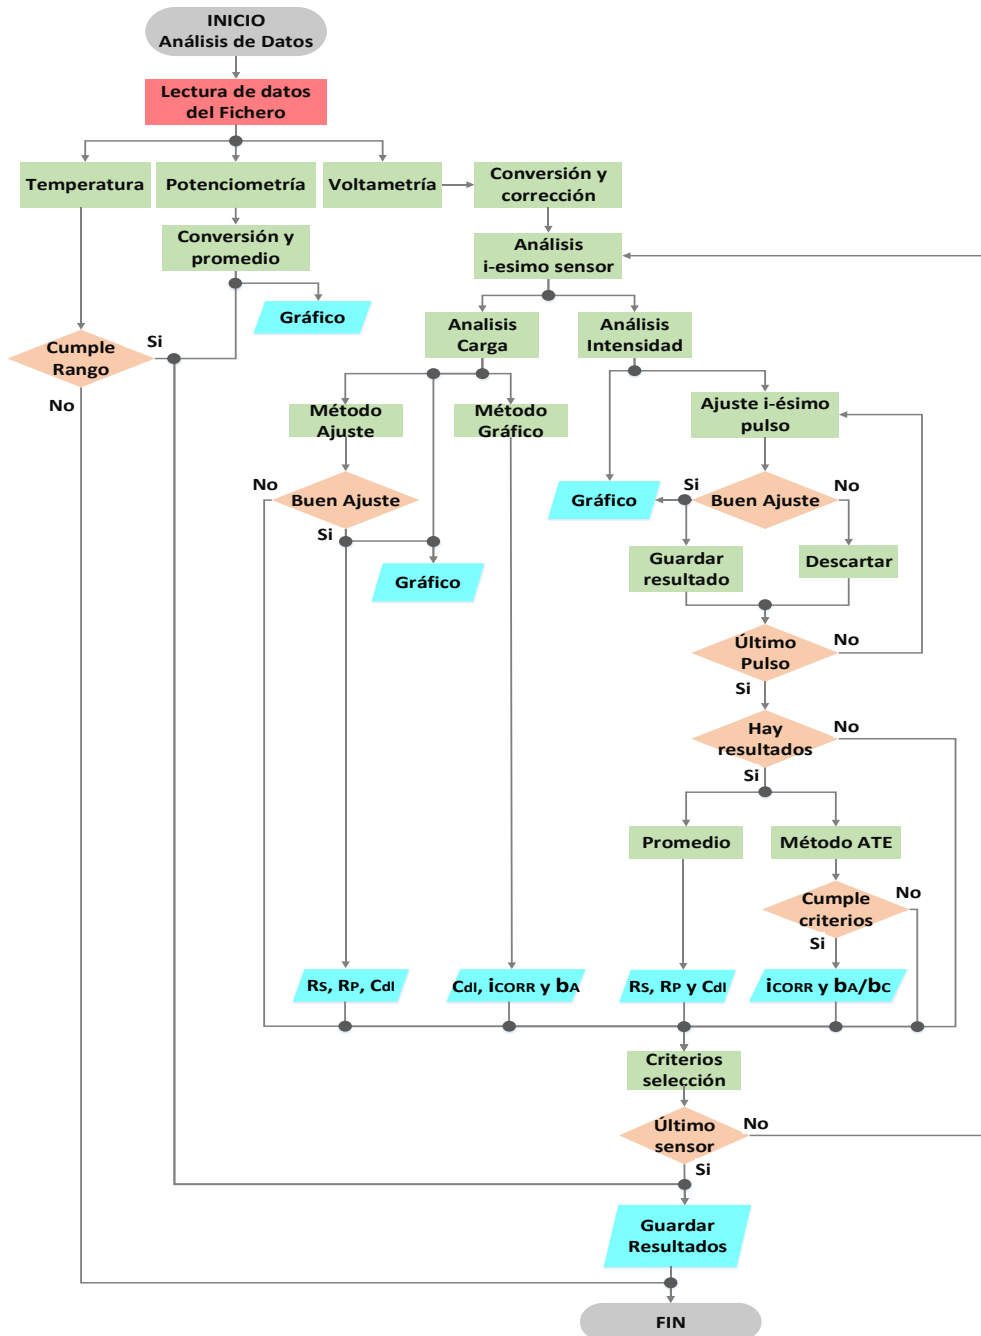 INICIO
Análisis de Datos
Lectura de datos
del Fichero
Temperatura
Potenciometría
Voltametría
Conversión y
corrección
Conversión y
promedio
Análisis
i-esimo sensor
Gráfico
Analisis
Carga
Análisis
Intensidad
Cumple
Rango
Si
No
Método
Ajuste
Método
Gráfico
Ajuste i-ésimo
pulso
Buen Ajuste
No
Si
Gráfico
Gráfico
Si
Buen Ajuste
No
Guardar
resultado
Descartar
Último
Pulso
No
Si
Hay
resultados
No
Si
Promedio
Método ATE
Cumple
criterios
No
Si
RS, RP, Cdl
Cdl, iCORR y bA
RS, RP y Cdl
iCORR y bA/bC
Criterios
selección
Último
sensor
No
Si
Guardar
Resultados
FIN